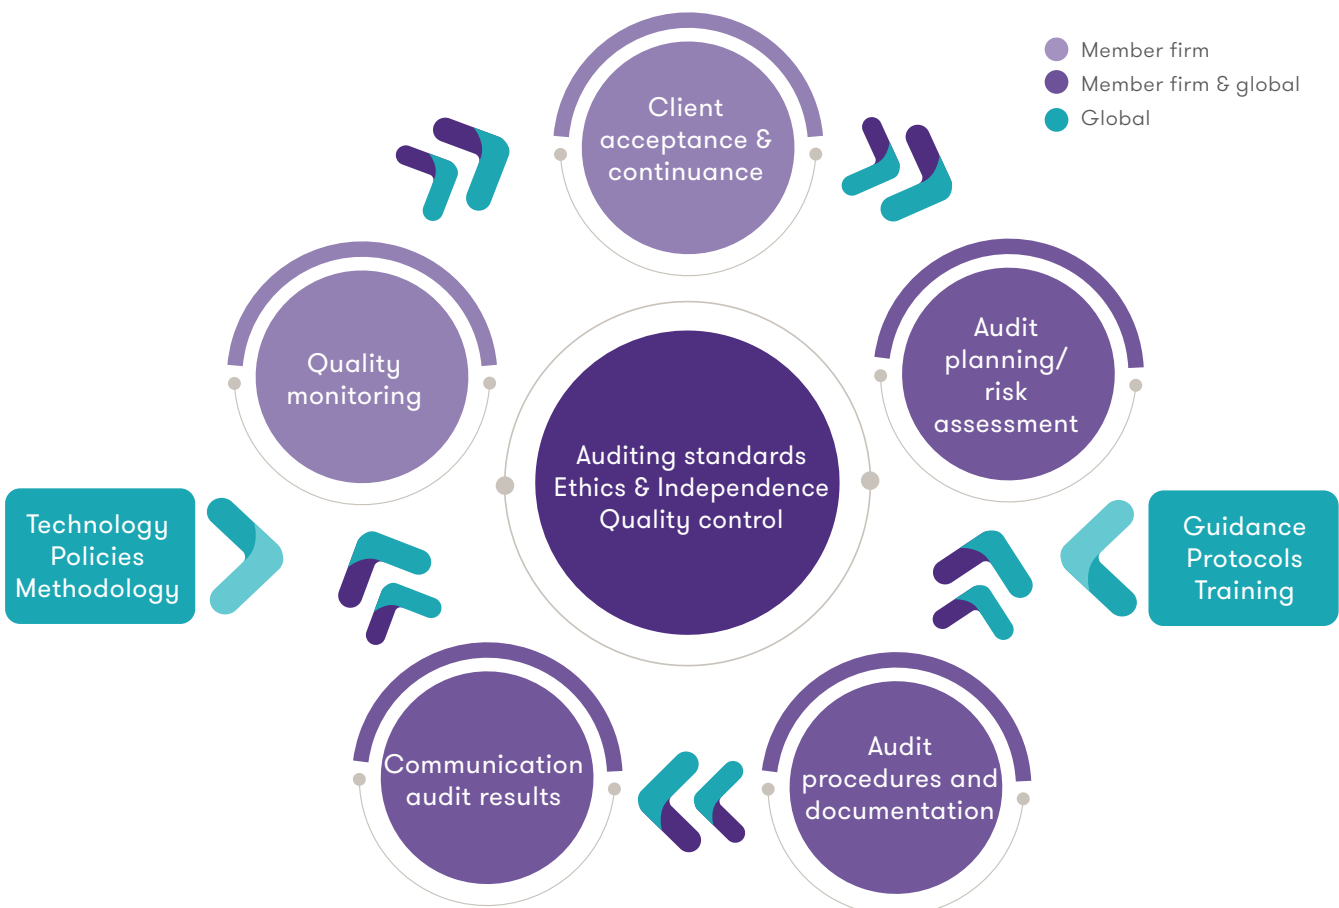 Member firm
Member firm & global
Global
Client
acceptance &
continuance
Audit
planning/
risk
assessment
Quality
monitoring
Auditing standards
Ethics & Independence
Quality control
Technology
Policies
Methodology
Guidance
Protocols
Training
Communication
audit results
Audit
procedures and
documentation